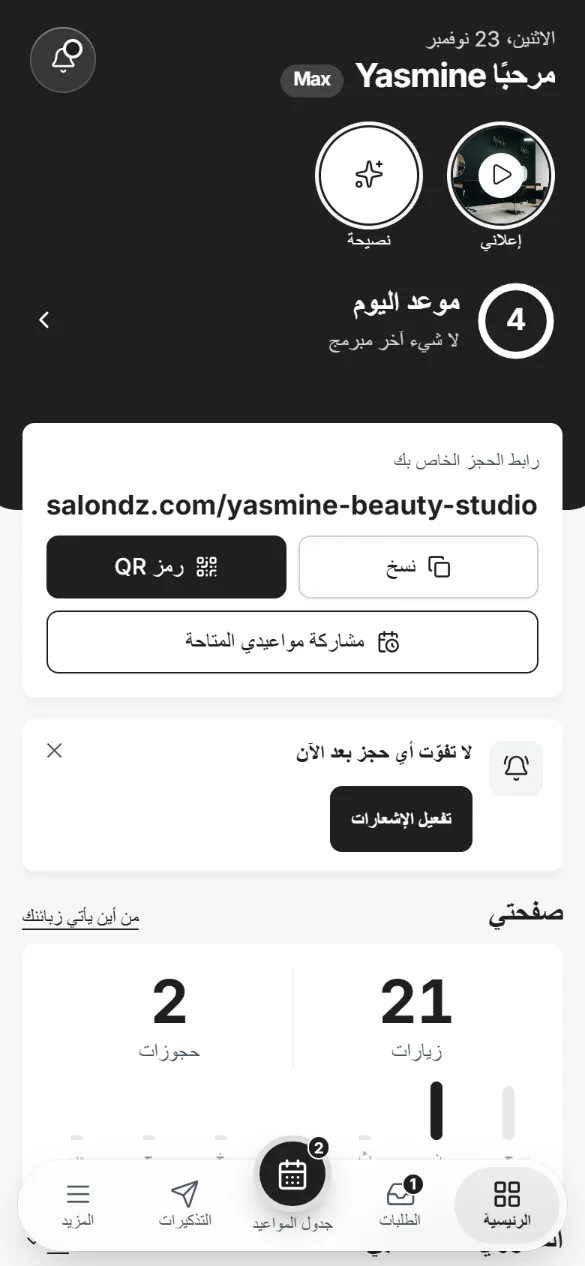 الاثنين، 23 نوفمبر
مرحبًا Yasmine Max
إعلاني
نصيحة
4
موعد اليوم
لا شيء آخر مبرمج
رابط الحجز الخاص بك
salondz.com/yasmine-beauty-studio
نسخ
رمز QR
مشاركة مواعيدي المتاحة
لا تفوّت أي حجز بعد الآن
تفعيل الإشعارات
صفحتي
من أين يأتي زبائنك
21
زيارات
2
حجوزات
الرئيسية
1
الطلبات
2
جدول المواعيد
التذكيرات
المزيد